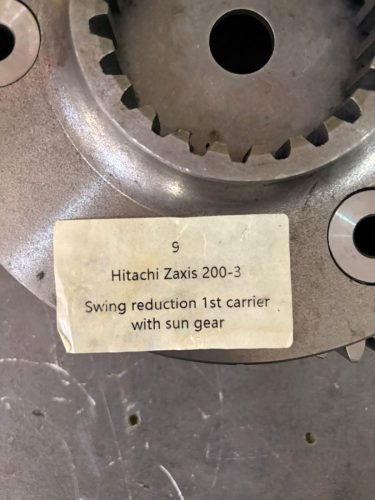 9
Hitachi Zaxis 200-3
Swing reduction 1st carrier
with sun gear